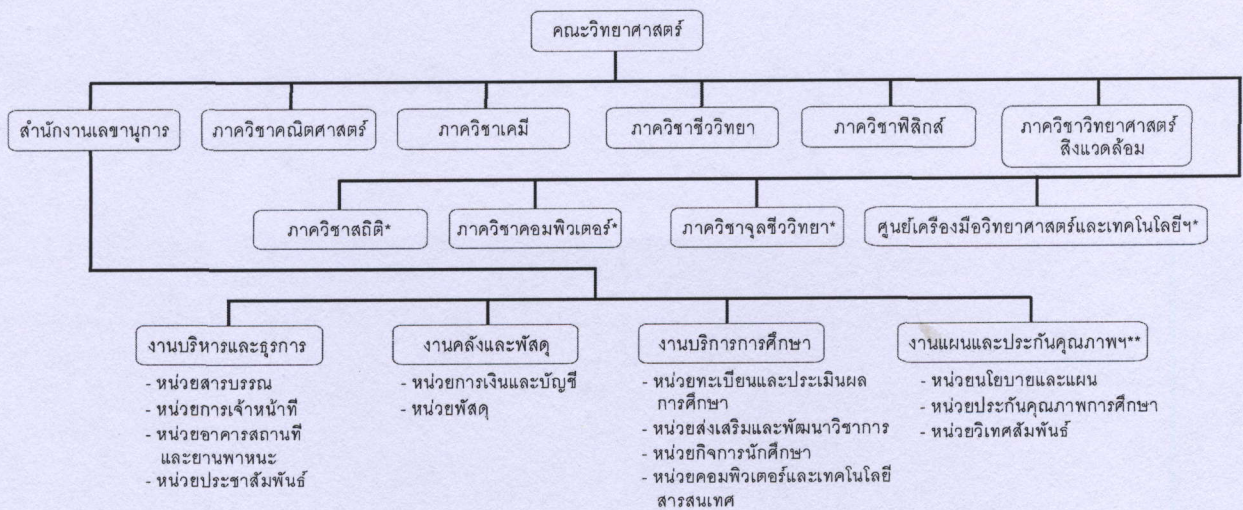 คณะวิทยาศาสตร์
สำนักงานเลขานุการ
ภาควิชาคณิตศาสตร์
ภาควิชาเคมี
ภาควิชาชีววิทยา
ภาควิชาฟิสิกส์
ภาควิชาวิทยาศาสตร์
สิ่งแวดล้อม
ภาควิชาสถิติ*
ภาควิชาคอมพิวเตอร์*
ภาควิชาจุลชีววิทยา*
ศูนย์เครื่องมือวิทยาศาสตร์และเทคโนโลยีฯ*
งานบริหารและธุรการ
- หน่วยสารบรรณ
- หน่วยการเจ้าหน้าที่
- หน่วยอาคารสถานที่
และยานพาหนะ
- หน่วยประชาสัมพันธ์
งานคลังและพัสดุ
- หน่วยการเงินและบัญชี
- หน่วยพัสดุ
งานบริการการศึกษา
- หน่วยทะเบียนและประเมินผล
การศึกษา
- หน่วยส่งเสริมและพัฒนาวิชาการ
- หน่วยกิจการนักศึกษา
- หน่วยคอมพิวเตอร์และเทคโนโลยี
สารสนเทศ
งานแผนและประกันคุณภาพฯ**
- หน่วยนโยบายและแผน
- หน่วยประกันคุณภาพการศึกษา
- หน่วยวิเทศสัมพันธ์